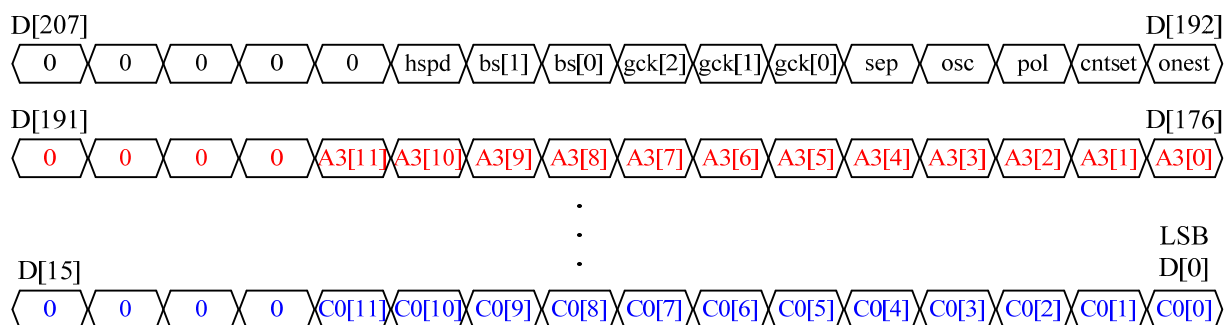 D[207] D[192]
0 0 0 0 0 hspd bs[1] bs[0] gck[2] gck[1] gck[0] sep osc pol cntset onest
D[191] D[176]
0 0 0 0 A3[11] A3[10] A3[9] A3[8] A3[7] A3[6] A3[5] A3[4] A3[3] A3[2] A3[1] A3[0]
LSB
D[15] D[0]
0 0 0 0 C0[11] C0[10] C0[9] C0[8] C0[7] C0[6] C0[5] C0[4] C0[3] C0[2] C0[1] C0[0]